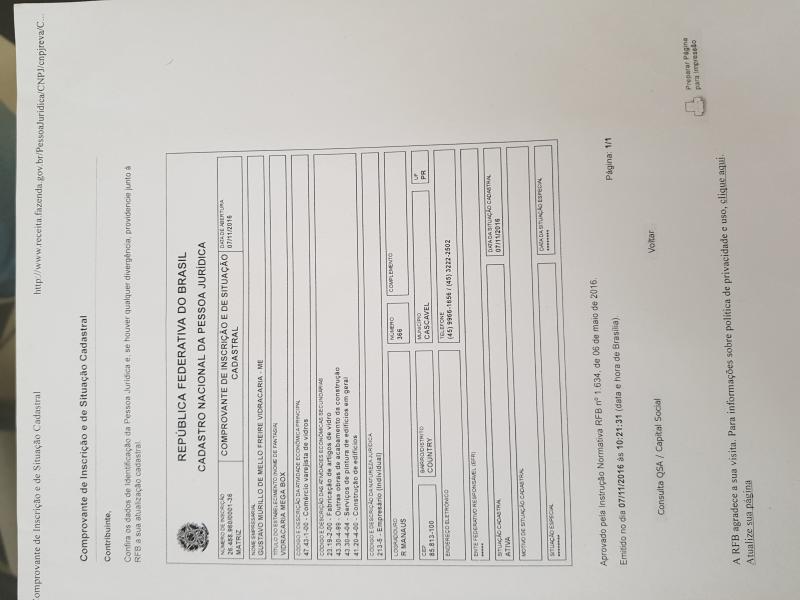 Comprovante de Inscrição e de Situação Cadastral
http://www.receita.fazenda.gov.br/PessoaJuridica/CNPJ/cnpjreva/C...
Comprovante de Inscrição e de Situação Cadastral
Contribuinte,
Confira os dados de Identificação da Pessoa Jurídica e, se houver qualquer divergência, providencie junto à
RFB a sua atualização cadastral.
REPÚBLICA FEDERATIVA DO BRASIL
CADASTRO NACIONAL DA PESSOA JURÍDICA
NÚMERO DE INSCRIÇÃO
26.488.960/0001-36
MATRIZ
COMPROVANTE DE INSCRIÇÃO E DE SITUAÇÃO
CADASTRAL
DATA DE ABERTURA
07/11/2016
NOME EMPRESARIAL
GUSTAVO MURILLO DE MELLO FREIRE VIDRACARIA - ME
TÍTULO DO ESTABELECIMENTO (NOME DE FANTASIA)
VIDRACARIA MEGA BOX
CÓDIGO E DESCRIÇÃO DA ATIVIDADE ECONÔMICA PRINCIPAL
47.43-1-00 - Comércio varejista de vidros
CÓDIGO E DESCRIÇÃO DAS ATIVIDADES ECONÔMICAS SECUNDÁRIAS
23.19-2-00 - Fabricação de artigos de vidro
43.30-4-99 - Outras obras de acabamento da construção
43.30-4-04 - Serviços de pintura de edifícios em geral
41.20-4-00 - Construção de edifícios
CÓDIGO E DESCRIÇÃO DA NATUREZA JURÍDICA
213-5 - Empresário (Individual)
LOGRADOURO
R MANAUS
NÚMERO
366
COMPLEMENTO
CEP
85.813-100
BAIRRO/DISTRITO
COUNTRY
MUNICÍPIO
CASCAVEL
UF
PR
ENDEREÇO ELETRÔNICO
TELEFONE
(45) 9966-1656 / (45) 3222-2502
ENTE FEDERATIVO RESPONSÁVEL (EFR)
*****
SITUAÇÃO CADASTRAL
ATIVA
DATA DA SITUAÇÃO CADASTRAL
07/11/2016
MOTIVO DE SITUAÇÃO CADASTRAL
SITUAÇÃO ESPECIAL
********
DATA DA SITUAÇÃO ESPECIAL
********
Aprovado pela Instrução Normativa RFB nº 1.634, de 06 de maio de 2016.
Emitido no dia 07/11/2016 às 10:21:31 (data e hora de Brasília).
Página: 1/1
Consulta QSA / Capital Social
Voltar
Preparar Página
para Impressão
A RFB agradece a sua visita. Para informações sobre política de privacidade e uso, clique aqui.
Atualize sua página